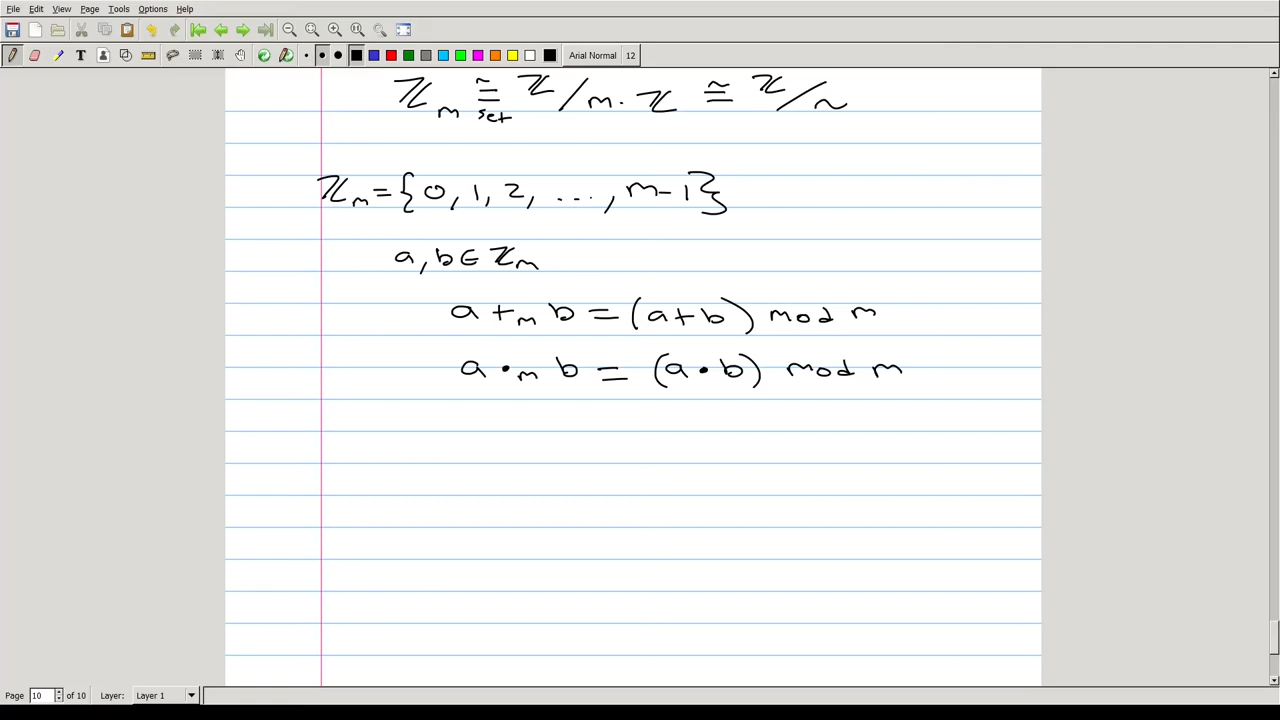 File Edit View Page Tools Options Help
T Arial Normal 12
ℤₘ ≅ ℤ/m·ℤ ≅ ℤ/~
set
ℤₘ = {0, 1, 2, ..., m-1}
a, b ∈ ℤₘ
a +ₘ b = (a+b) mod m
a •ₘ b = (a•b) mod m
Page 10 of 10 Layer: Layer 1